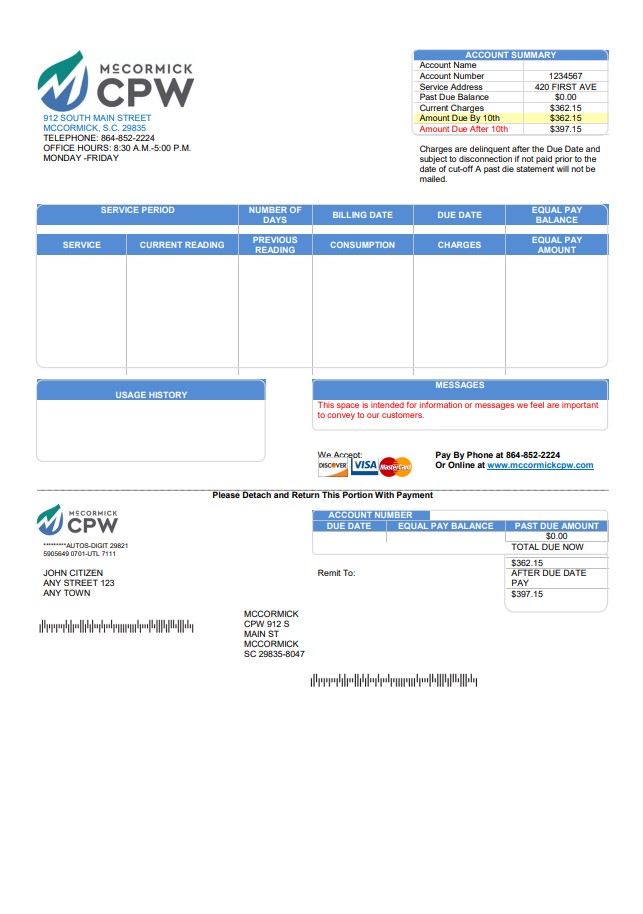 McCORMICK
CPW
912 SOUTH MAIN STREET
MCCORMICK, S.C. 29835
TELEPHONE: 864-852-2224
OFFICE HOURS: 8:30 A.M.-5:00 P.M.
MONDAY -FRIDAY
ACCOUNT SUMMARY
Account Name
Account Number 1234567
Service Address 420 FIRST AVE
Past Due Balance $0.00
Current Charges $362.15
Amount Due By 10th $362.15
Amount Due After 10th $397.15
Charges are delinquent after the Due Date and
subject to disconnection if not paid prior to the
date of cut-off A past die statement will not be
mailed.
SERVICE PERIOD NUMBER OF DAYS BILLING DATE DUE DATE EQUAL PAY BALANCE
SERVICE CURRENT READING PREVIOUS READING CONSUMPTION CHARGES EQUAL PAY AMOUNT
USAGE HISTORY
MESSAGES
This space is intended for information or messages we feel are important
to convey to our customers.
We Accept:
DISCOVER VISA MasterCard
Pay By Phone at 864-852-2224
Or Online at www.mccormickcpw.com
Please Detach and Return This Portion With Payment
McCORMICK
CPW
*********AUTOS-DIGIT 29821
5905649 0701-UTL 7111
JOHN CITIZEN
ANY STREET 123
ANY TOWN
ACCOUNT NUMBER
DUE DATE EQUAL PAY BALANCE PAST DUE AMOUNT
$0.00
TOTAL DUE NOW
$362.15
AFTER DUE DATE
PAY
$397.15
Remit To:
MCCORMICK
CPW 912 S
MAIN ST
MCCORMICK
SC 29835-8047